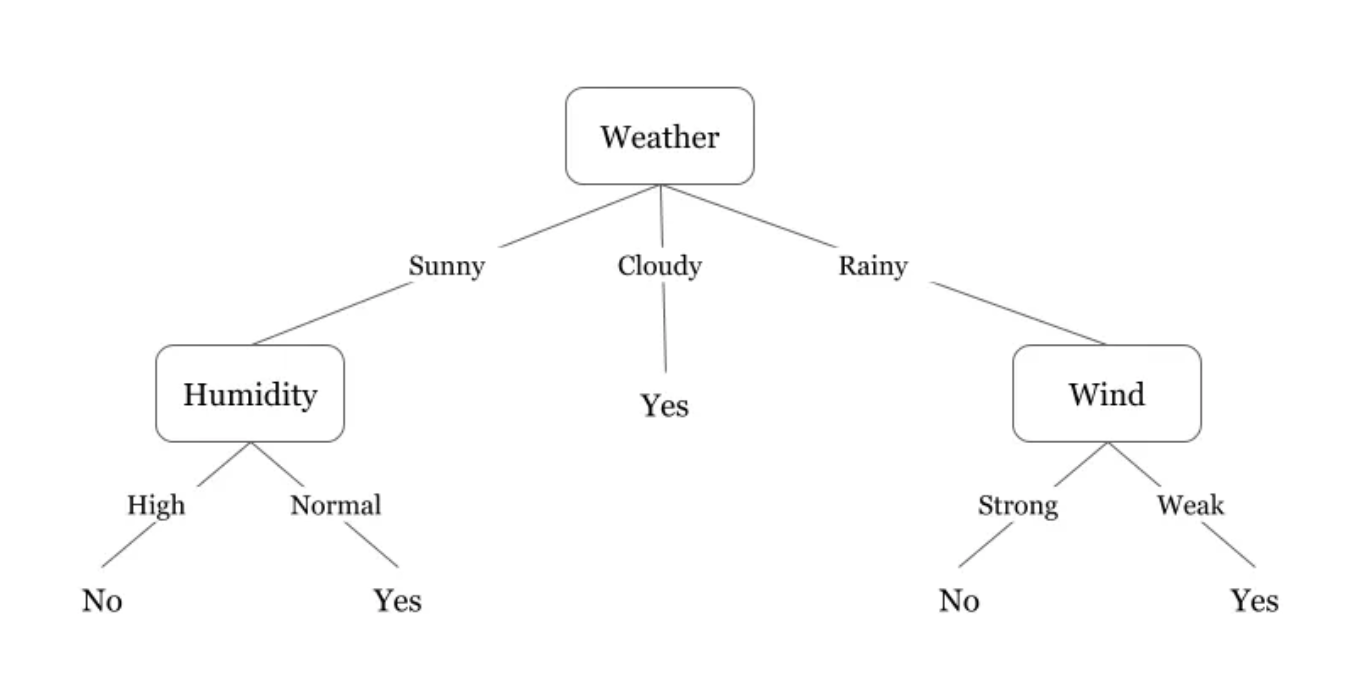 Weather
Sunny
Cloudy
Rainy
Humidity
Yes
Wind
High
Normal
Strong
Weak
No
Yes
No
Yes